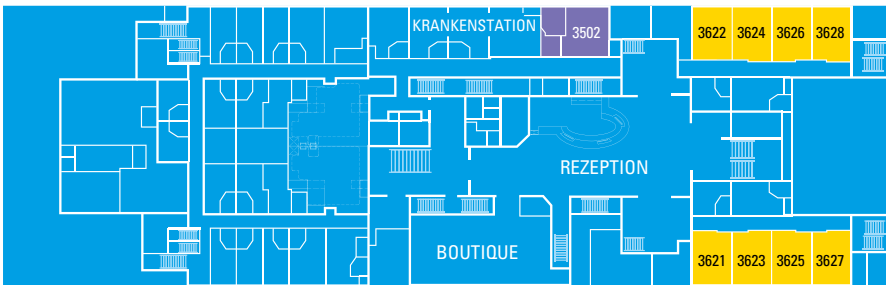 KRANKENSTATION
3502
3622 3624 3626 3628
REZEPTION
BOUTIQUE
3621 3623 3625 3627